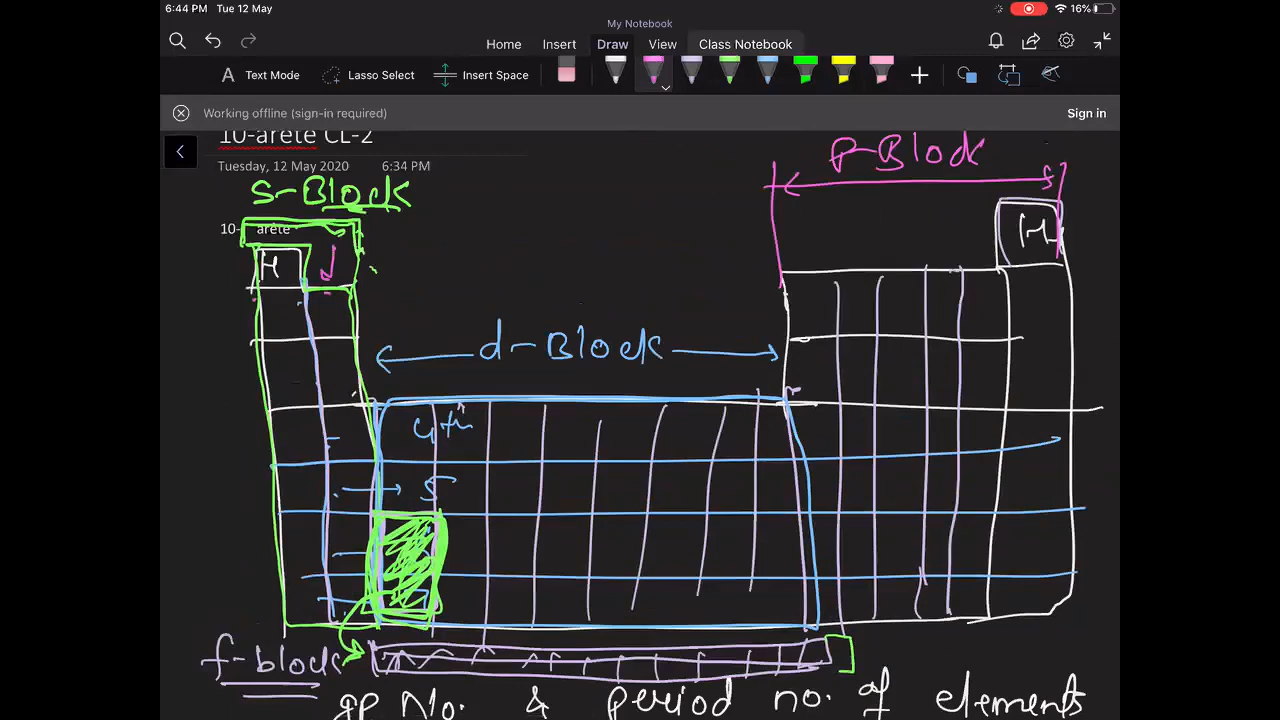 6:44 PM Tue 12 May
16%
My Notebook
Home Insert Draw View Class Notebook
A Text Mode Lasso Select Insert Space
Working offline (sign-in required) Sign in
10-arete CL-2
Tuesday, 12 May 2020 6:34 PM
P-Block
S-Block
10- arete
H
H
d-Block
4th
5
f-block
gp No. & period no. of elements